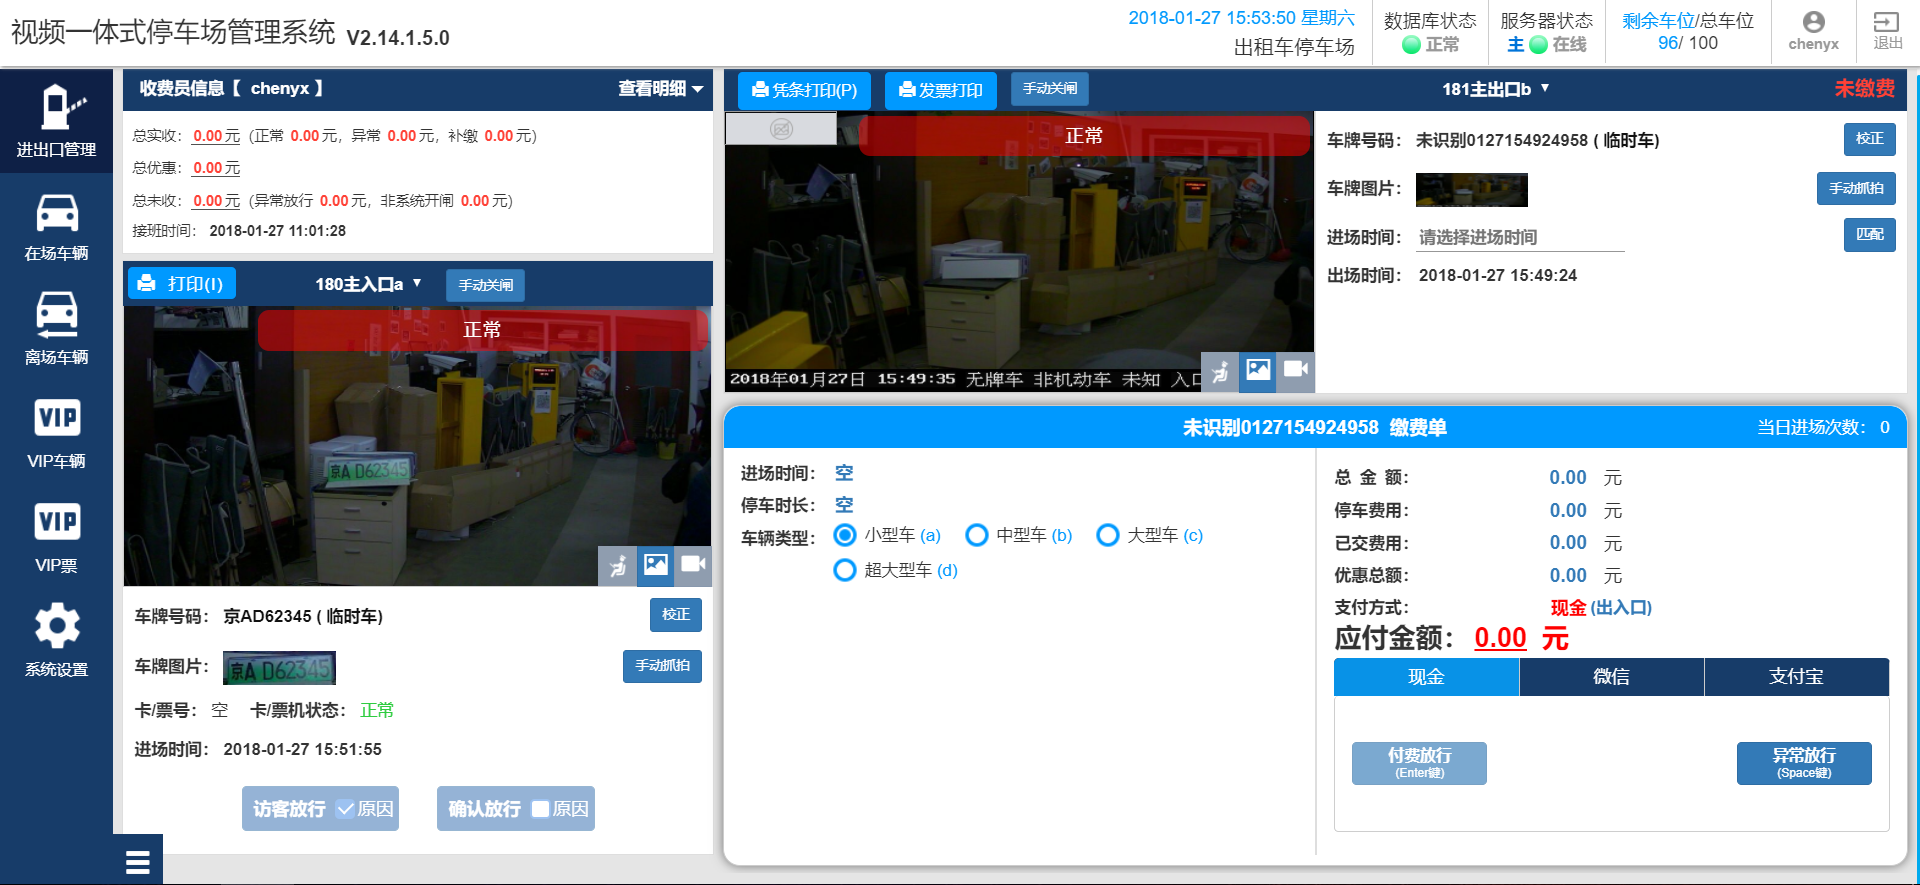 视频一体式停车场管理系统 V2.14.1.5.0
2018-01-27 15:53:50 星期六
出租车停车场
数据库状态
正常
服务器状态
主 在线
剩余车位/总车位
96/ 100
chenyx
退出
进出口管理
在场车辆
离场车辆
VIP
VIP车辆
VIP
VIP票
系统设置
收费员信息【 chenyx 】 查看明细
总实收： 0.00 元 (正常 0.00 元，异常 0.00 元，补缴 0.00 元)
总优惠： 0.00 元
总未收： 0.00 元 (异常放行 0.00 元，非系统开闸 0.00 元)
接班时间： 2018-01-27 11:01:28
打印(I) 180主入口a ▼ 手动关闸
正常
京A D62345
车牌号码： 京AD62345 ( 临时车) 校正
车牌图片： 京A D62345 手动抓拍
卡/票号： 空 卡/票机状态： 正常
进场时间： 2018-01-27 15:51:55
访客放行 原因 确认放行 原因
凭条打印(P) 发票打印 手动关闸 181主出口b ▼ 未缴费
正常
2018年01月27日 15:49:35 无牌车 非机动车 未知 入口
车牌号码： 未识别0127154924958 ( 临时车) 校正
车牌图片： 手动抓拍
进场时间： 请选择进场时间 匹配
出场时间： 2018-01-27 15:49:24
未识别0127154924958 缴费单 当日进场次数： 0
进场时间： 空
停车时长： 空
车辆类型： 小型车 (a) 中型车 (b) 大型车 (c)
超大型车 (d)
总 金 额： 0.00 元
停车费用： 0.00 元
已交费用： 0.00 元
优惠总额： 0.00 元
支付方式： 现金 (出入口)
应付金额： 0.00 元
现金 微信 支付宝
付费放行 异常放行
(Enter键) (Space键)